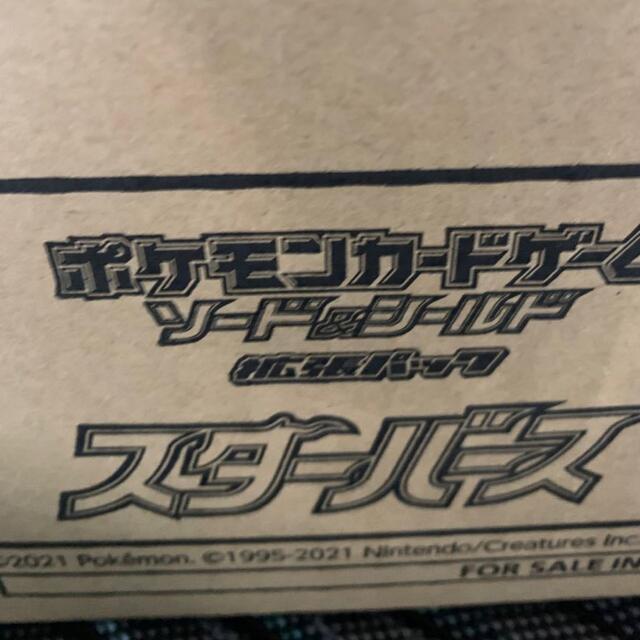 ポケモンカードゲーム
ソード&シールド
拡張パック
スターバース
/2021 Pokémon. ©1995-2021 Nintendo/Creatures Inc
FOR SALE IN